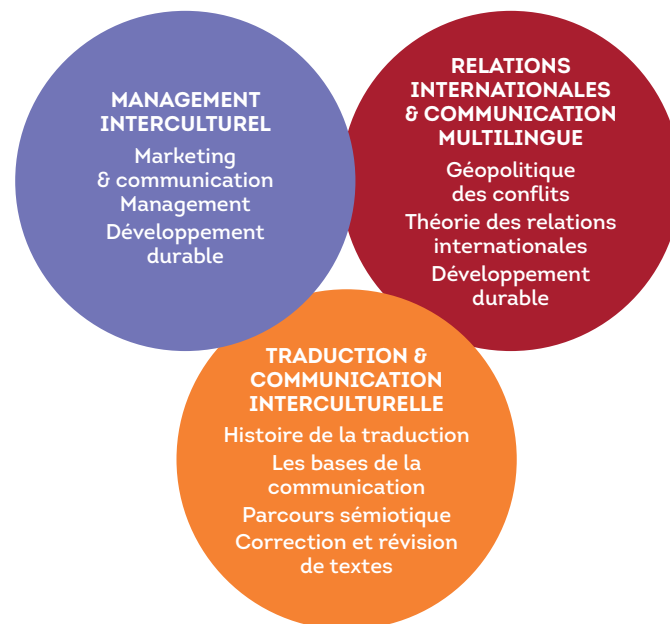 MANAGEMENT
INTERCULTUREL
Marketing
& communication
Management
Développement
durable
RELATIONS
INTERNATIONALES
& COMMUNICATION
MULTILINGUE
Géopolitique
des conflits
Théorie des relations
internationales
Développement
durable
TRADUCTION &
COMMUNICATION
INTERCULTURELLE
Histoire de la traduction
Les bases de la
communication
Parcours sémiotique
Correction et révision
de textes